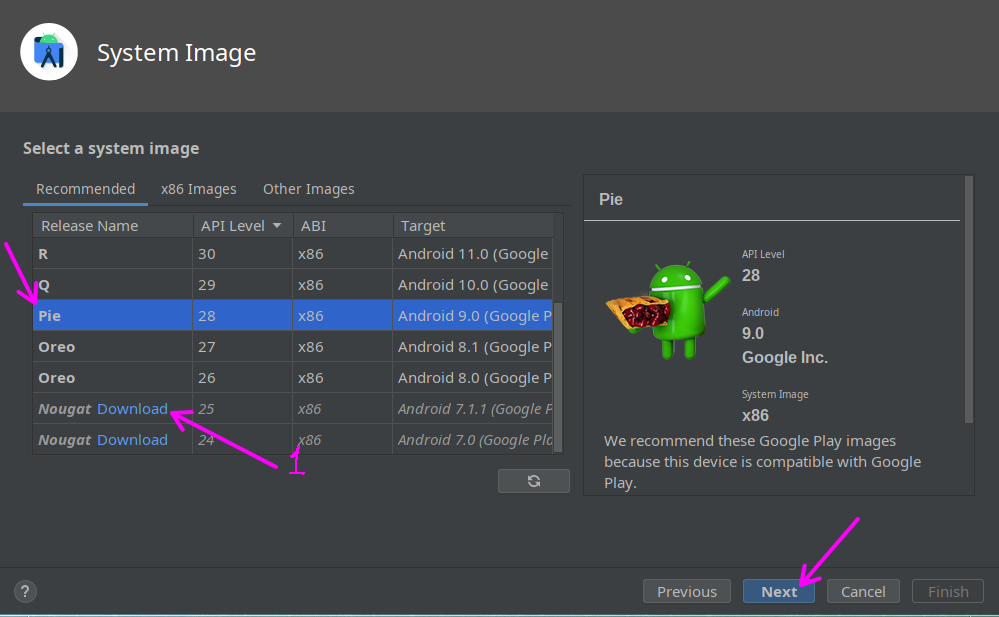 System Image
Select a system image
Recommended x86 Images Other Images
Release Name API Level ABI Target
R 30 x86 Android 11.0 (Google
Q 29 x86 Android 10.0 (Google
Pie 28 x86 Android 9.0 (Google P
Oreo 27 x86 Android 8.1 (Google P
Oreo 26 x86 Android 8.0 (Google P
Nougat Download 25 x86 Android 7.1.1 (Google P
Nougat Download 24 x86 Android 7.0 (Google Pla
1
Pie
API Level
28
Android
9.0
Google Inc.
System Image
x86
We recommend these Google Play images
because this device is compatible with Google
Play.
? Previous Next Cancel Finish